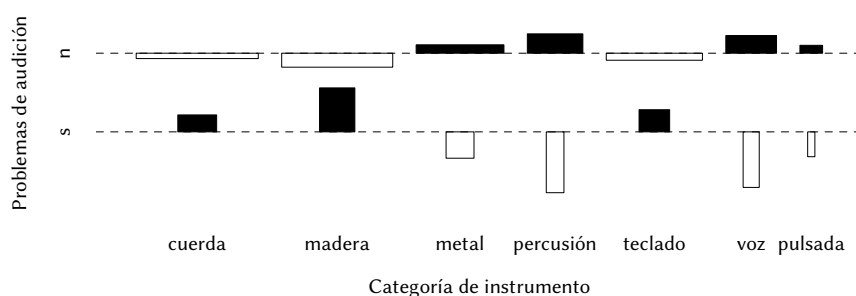 Problemas de audición
n
s
cuerda madera metal percusión teclado voz pulsada
Categoría de instrumento